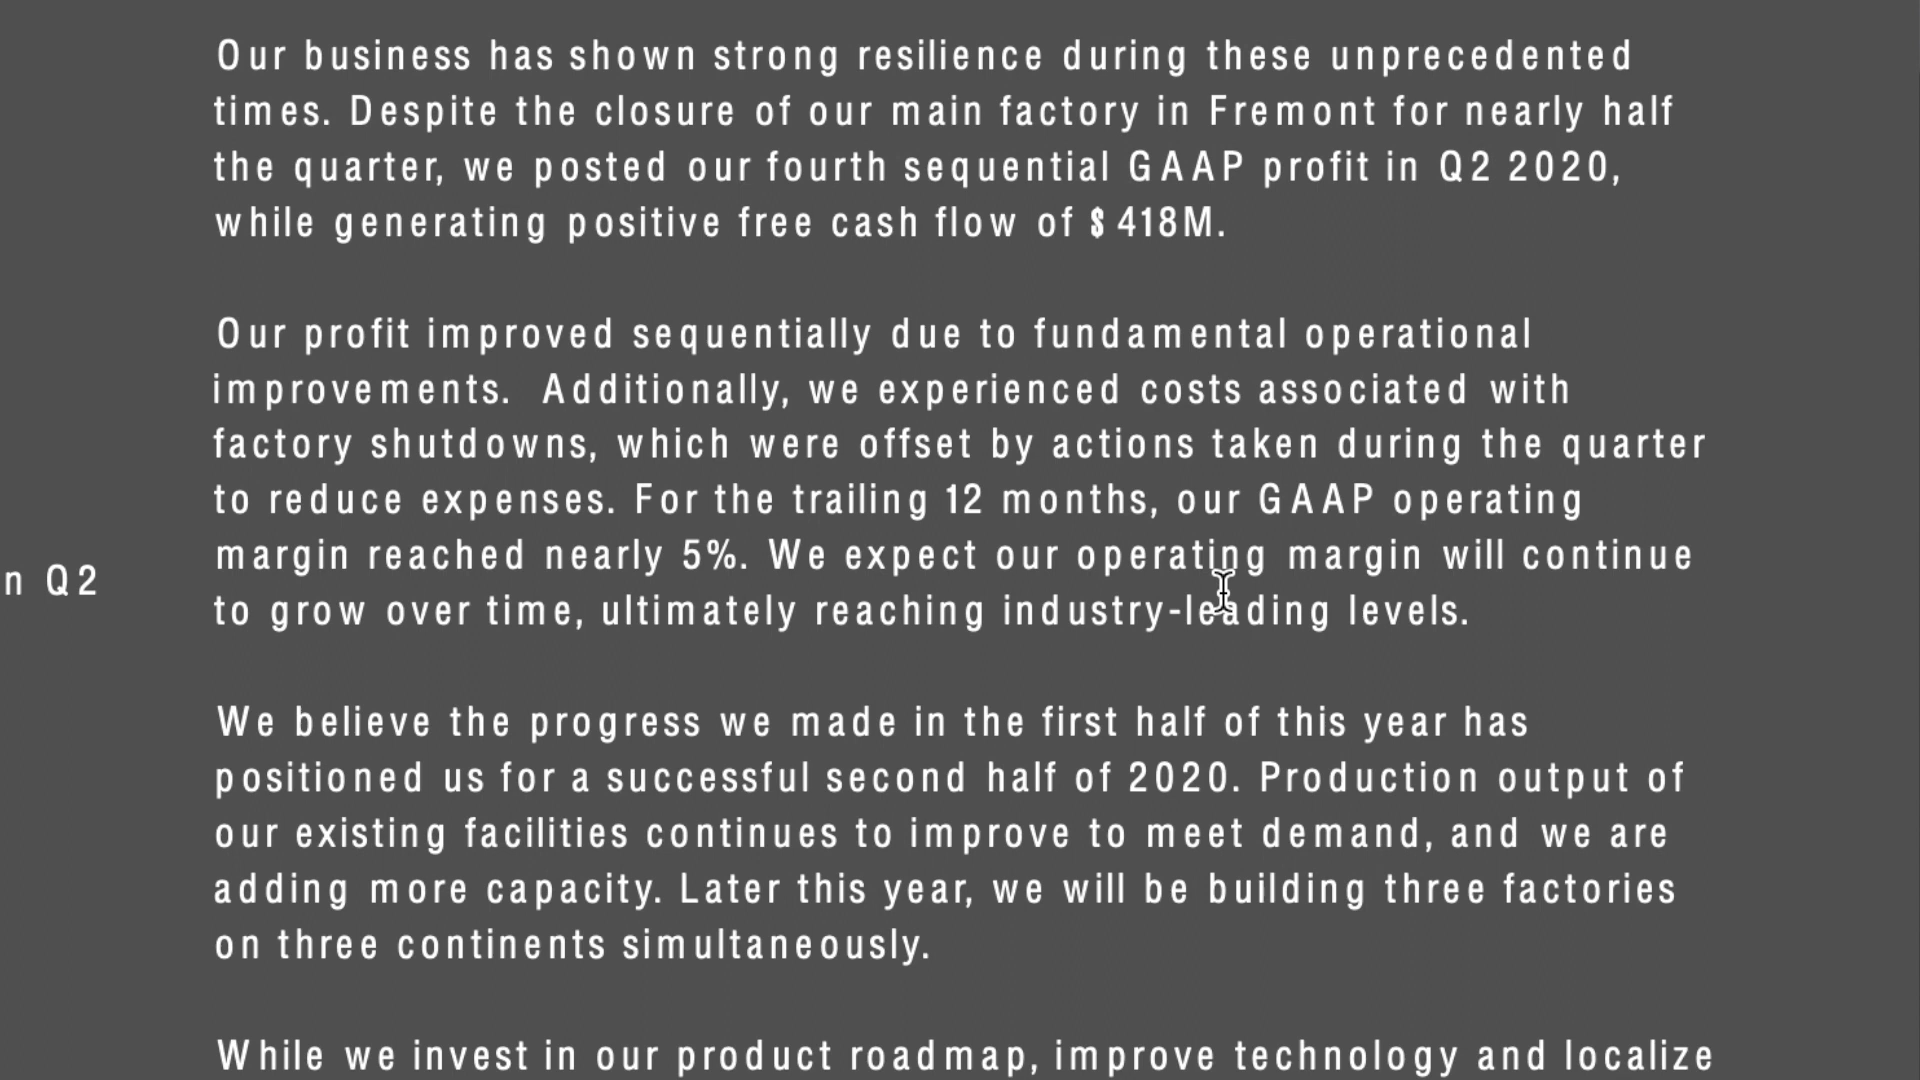 Our business has shown strong resilience during these unprecedented
times. Despite the closure of our main factory in Fremont for nearly half
the quarter, we posted our fourth sequential GAAP profit in Q2 2020,
while generating positive free cash flow of $418M.
Our profit improved sequentially due to fundamental operational
improvements. Additionally, we experienced costs associated with
factory shutdowns, which were offset by actions taken during the quarter
to reduce expenses. For the trailing 12 months, our GAAP operating
margin reached nearly 5%. We expect our operating margin will continue
to grow over time, ultimately reaching industry-leading levels.
We believe the progress we made in the first half of this year has
positioned us for a successful second half of 2020. Production output of
our existing facilities continues to improve to meet demand, and we are
adding more capacity. Later this year, we will be building three factories
on three continents simultaneously.
While we invest in our product roadmap, improve technology and localize
n Q2